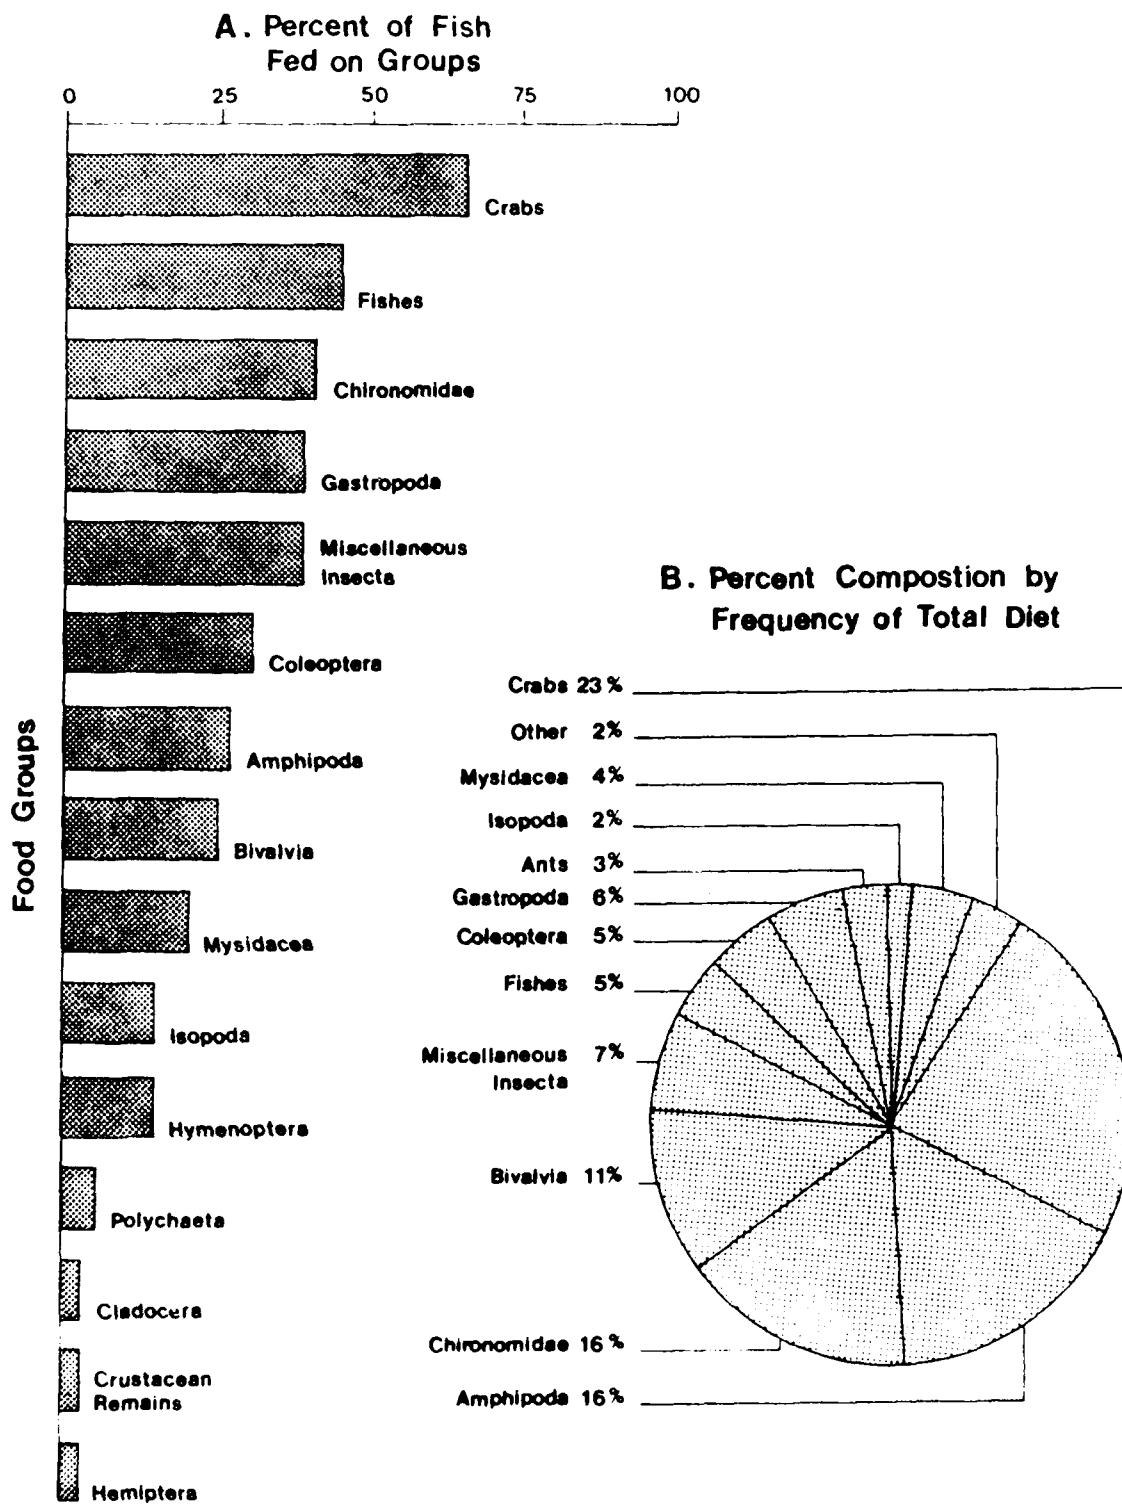 A. Percent of Fish
Fed on Groups
0 25 50 75 100
Crabs
Fishes
Chironomidae
Gastropoda
Miscellaneous
Insecta
Coleoptera
Amphipoda
Bivalvia
Mysidacea
Isopoda
Hymenoptera
Polychaeta
Cladocera
Crustacean
Remains
Hemiptera
Food Groups
B. Percent Compostion by
Frequency of Total Diet
Crabs 23%
Other 2%
Mysidacea 4%
Isopoda 2%
Ants 3%
Gastropoda 6%
Coleoptera 5%
Fishes 5%
Miscellaneous 7%
Insecta
Bivalvia 11%
Chironomidae 16%
Amphipoda 16%